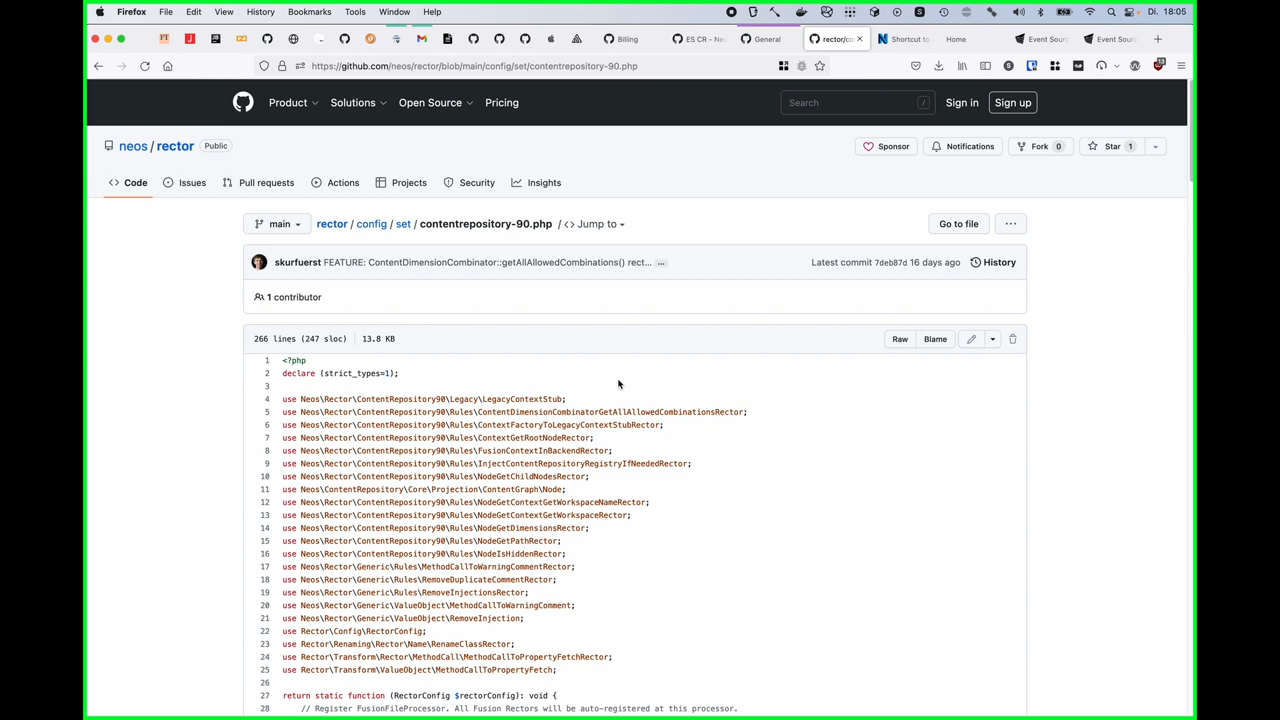 Firefox File Edit View History Bookmarks Tools Window Help Di. 18:05
Billing ES CR - Neo General rector/co Shortcut to Home Event Sourc Event Sourc
https://github.com/neos/rector/blob/main/config/set/contentrepository-90.php
Product Solutions Open Source Pricing Search / Sign in Sign up
neos / rector Public Sponsor Notifications Fork 0 Star 1
Code Issues Pull requests Actions Projects Security Insights
main rector / config / set / contentrepository-90.php / <> Jump to Go to file ...
skurfuerst FEATURE: ContentDimensionCombinator::getAllAllowedCombinations() rect... ... Latest commit 7deb87d 16 days ago History
1 contributor
266 lines (247 sloc) 13.8 KB Raw Blame
1 <?php
2 declare (strict_types=1);
3
4 use Neos\Rector\ContentRepository90\Legacy\LegacyContextStub;
5 use Neos\Rector\ContentRepository90\Rules\ContentDimensionCombinatorGetAllAllowedCombinationsRector;
6 use Neos\Rector\ContentRepository90\Rules\ContextFactoryToLegacyContextStubRector;
7 use Neos\Rector\ContentRepository90\Rules\ContextGetRootNodeRector;
8 use Neos\Rector\ContentRepository90\Rules\FusionContextInBackendRector;
9 use Neos\Rector\ContentRepository90\Rules\InjectContentRepositoryRegistryIfNeededRector;
10 use Neos\Rector\ContentRepository90\Rules\NodeGetChildNodesRector;
11 use Neos\ContentRepository\Core\Projection\ContentGraph\Node;
12 use Neos\Rector\ContentRepository90\Rules\NodeGetContextGetWorkspaceNameRector;
13 use Neos\Rector\ContentRepository90\Rules\NodeGetContextGetWorkspaceRector;
14 use Neos\Rector\ContentRepository90\Rules\NodeGetDimensionsRector;
15 use Neos\Rector\ContentRepository90\Rules\NodeGetPathRector;
16 use Neos\Rector\ContentRepository90\Rules\NodeIsHiddenRector;
17 use Neos\Rector\Generic\Rules\MethodCallToWarningCommentRector;
18 use Neos\Rector\Generic\Rules\RemoveDuplicateCommentRector;
19 use Neos\Rector\Generic\Rules\RemoveInjectionsRector;
20 use Neos\Rector\Generic\ValueObject\MethodCallToWarningComment;
21 use Neos\Rector\Generic\ValueObject\RemoveInjection;
22 use Rector\Config\RectorConfig;
23 use Rector\Renaming\Rector\Name\RenameClassRector;
24 use Rector\Transform\Rector\MethodCall\MethodCallToPropertyFetchRector;
25 use Rector\Transform\ValueObject\MethodCallToPropertyFetch;
26
27 return static function (RectorConfig $rectorConfig): void {
28 // Register FusionFileProcessor. All Fusion Rectors will be auto-registered at this processor.